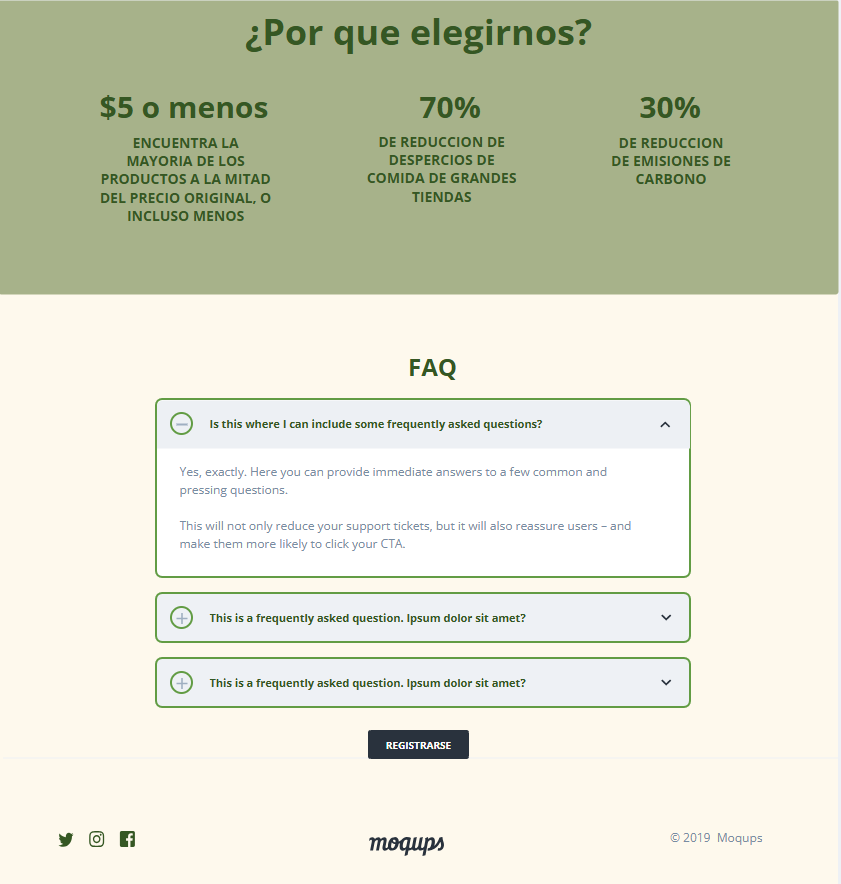 ¿Por que elegirnos?
$5 o menos
ENCUENTRA LA
MAYORIA DE LOS
PRODUCTOS A LA MITAD
DEL PRECIO ORIGINAL, O
INCLUSO MENOS
70%
DE REDUCCION DE
DESPERCIOS DE
COMIDA DE GRANDES
TIENDAS
30%
DE REDUCCION
DE EMISIONES DE
CARBONO
FAQ
Is this where I can include some frequently asked questions?
Yes, exactly. Here you can provide immediate answers to a few common and
pressing questions.
This will not only reduce your support tickets, but it will also reassure users – and
make them more likely to click your CTA.
This is a frequently asked question. Ipsum dolor sit amet?
This is a frequently asked question. Ipsum dolor sit amet?
REGISTRARSE
moqups
© 2019 Moqups